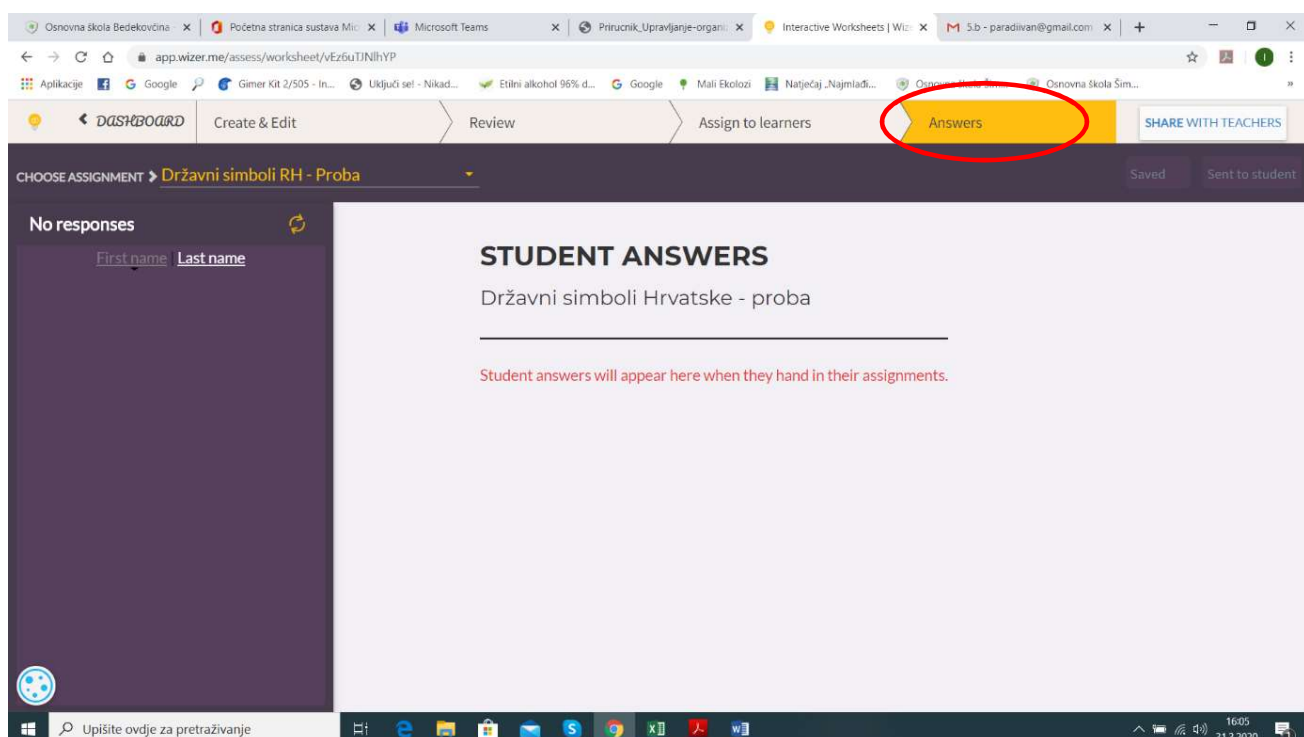 Osnovna škola Bedekovčina
Početna stranica sustava Mic
Microsoft Teams
Prirucnik_Upravljanje-organi
Interactive Worksheets | Wiz
5.b - paradiivan@gmail.com
app.wizer.me/assess/worksheet/vEz6uTJNlhYP
Aplikacije Google Gimer Kit 2/505 - In... Uključi se! - Nikad... Etilni alkohol 96% d... Google Mali Ekolozi Natječaj „Najmlađi... Osnovna škola Šim...
DASHBOARD Create & Edit Review Assign to learners Answers SHARE WITH TEACHERS
CHOOSE ASSIGNMENT Državni simboli RH - Proba Saved Sent to student
No responses
First name Last name
STUDENT ANSWERS
Državni simboli Hrvatske - proba
Student answers will appear here when they hand in their assignments.
Upišite ovdje za pretraživanje
16:05